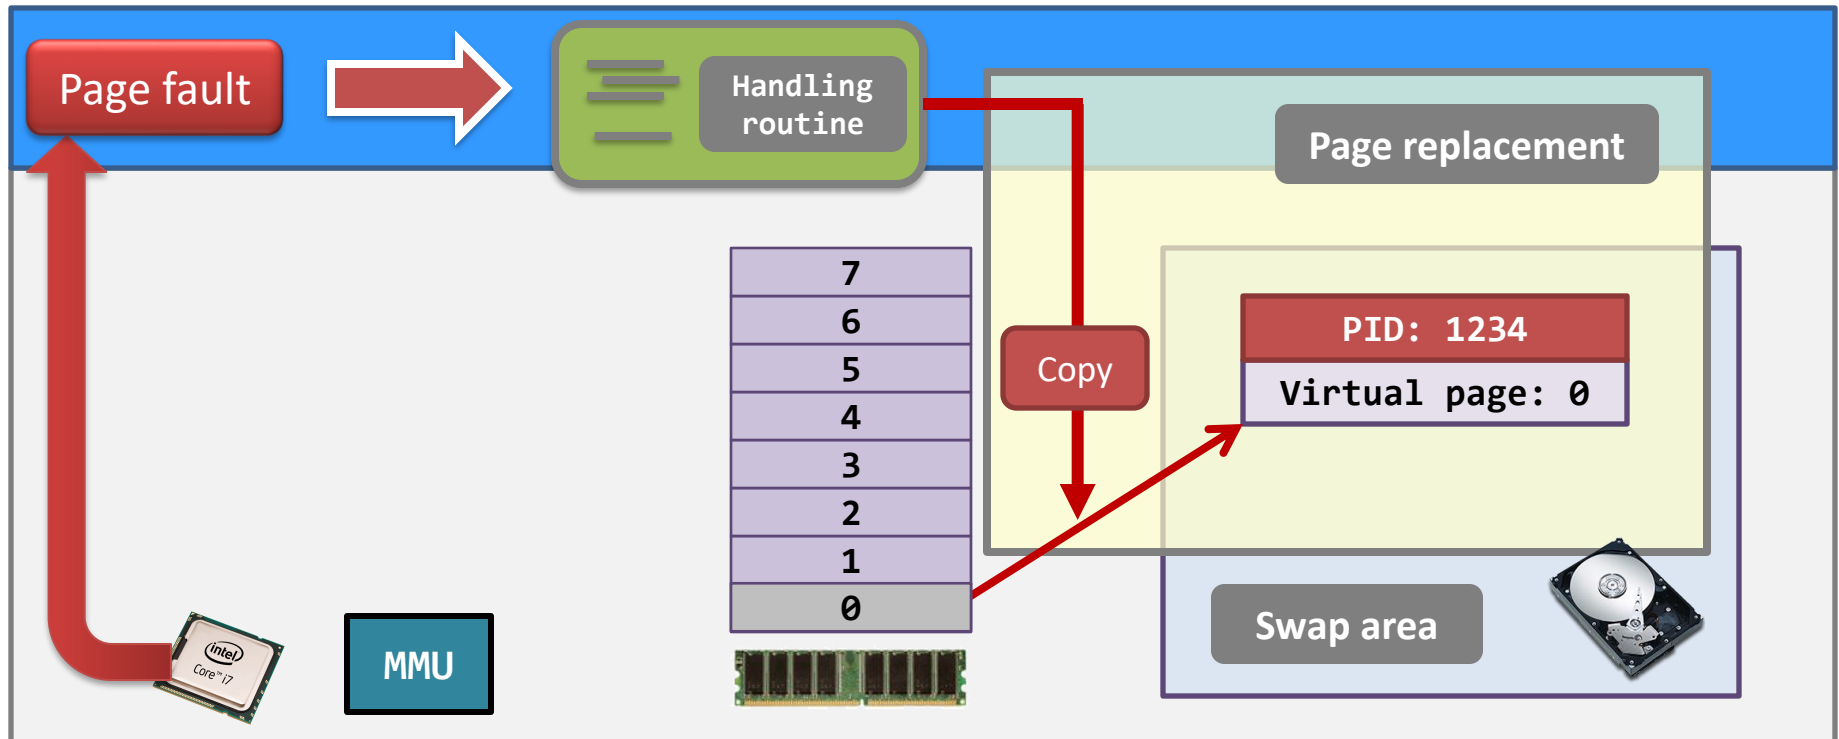 Page fault
Handling
routine
Page replacement
7
6
5
4
3
2
1
0
Copy
PID: 1234
Virtual page: 0
Swap area
MMU
intel
Core™ i7